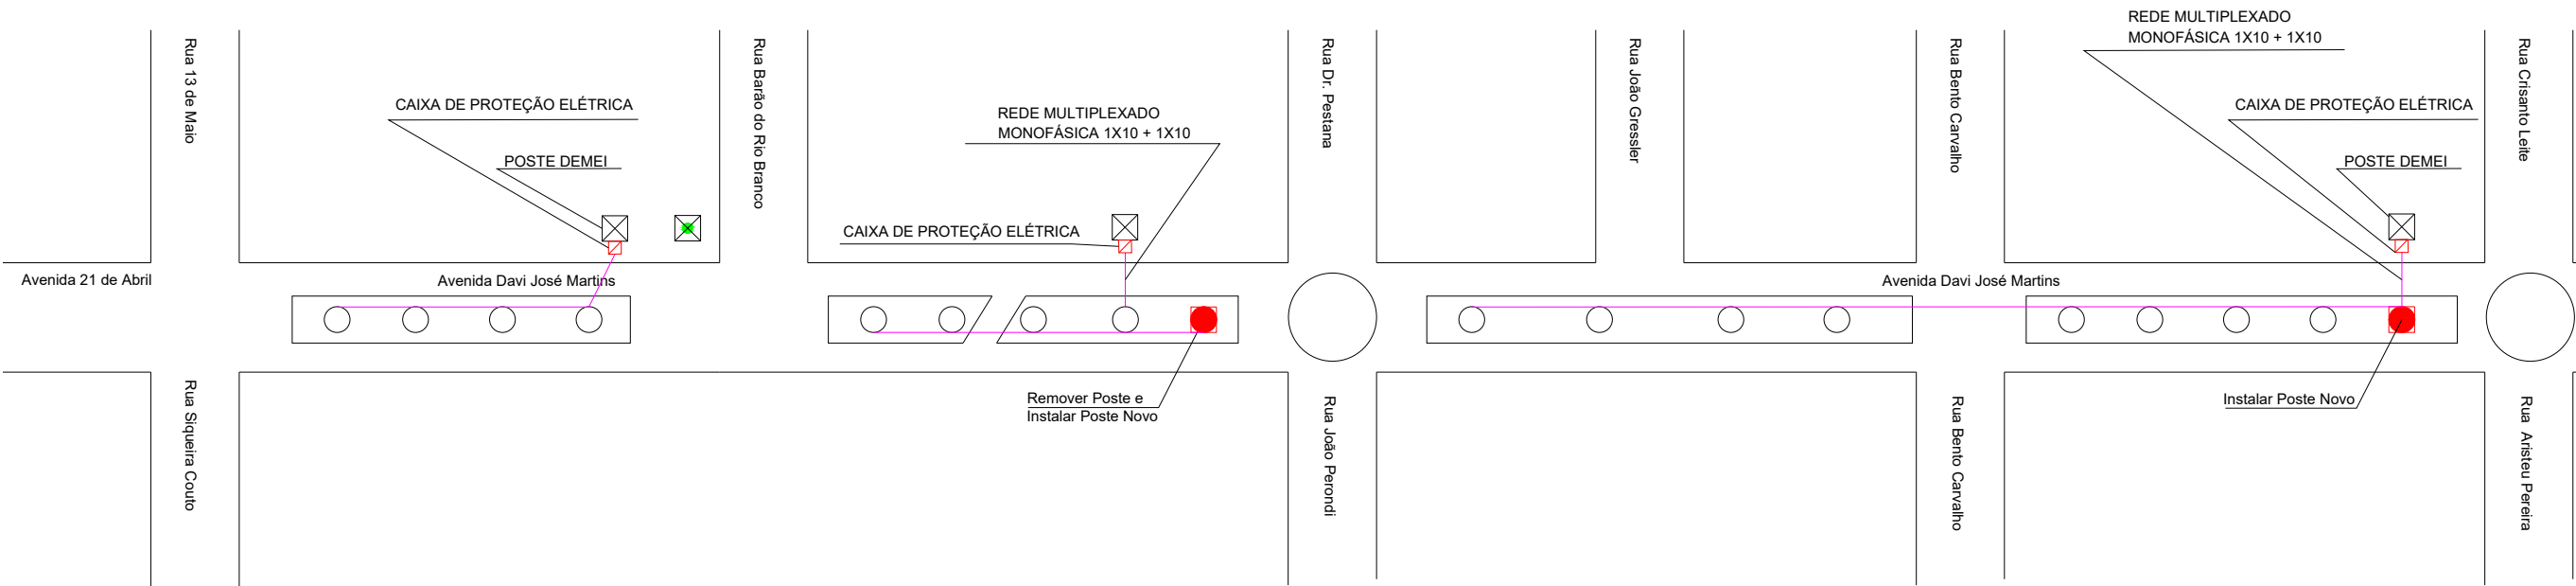 REDE MULTIPLEXADO
MONOFÁSICA 1X10 + 1X10
Rua 13 de Maio
Rua Barão do Rio Branco
Rua Dr. Pestana
Rua João Gressler
Rua Bento Carvalho
Rua Crisanto Leite
CAIXA DE PROTEÇÃO ELÉTRICA
POSTE DEMEI
REDE MULTIPLEXADO
MONOFÁSICA 1X10 + 1X10
CAIXA DE PROTEÇÃO ELÉTRICA
CAIXA DE PROTEÇÃO ELÉTRICA
POSTE DEMEI
Avenida 21 de Abril
Avenida Davi José Martins
Avenida Davi José Martins
Remover Poste e
Instalar Poste Novo
Instalar Poste Novo
Rua Siqueira Couto
Rua João Perondi
Rua Bento Carvalho
Rua Aristeu Pereira